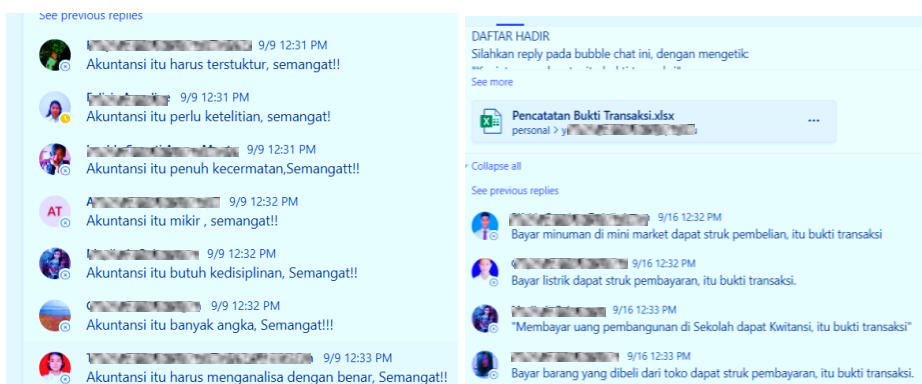 See previous replies
9/9 12:31 PM
Akuntansi itu harus terstuktur, semangat!!
9/9 12:31 PM
Akuntansi itu perlu ketelitian, semangat!
9/9 12:31 PM
Akuntansi itu penuh kecermatan,Semangatt!!
AT
9/9 12:32 PM
Akuntansi itu mikir , semangat!!
9/9 12:32 PM
Akuntansi itu butuh kedisiplinan, Semangat!!
9/9 12:32 PM
Akuntansi itu banyak angka, Semangat!!!
9/9 12:33 PM
Akuntansi itu harus menganalisa dengan benar, Semangat!!
DAFTAR HADIR
Silahkan reply pada bubble chat ini, dengan mengetik:
See more
Pencatatan Bukti Transaksi.xlsx
personal >
Collapse all
See previous replies
9/16 12:32 PM
Bayar minuman di mini market dapat struk pembelian, itu bukti transaksi
9/16 12:32 PM
Bayar listrik dapat struk pembayaran, itu bukti transaksi.
9/16 12:33 PM
"Membayar uang pembangunan di Sekolah dapat Kwitansi, itu bukti transaksi"
9/16 12:33 PM
Bayar barang yang dibeli dari toko dapat struk pembayaran, itu bukti transaksi.